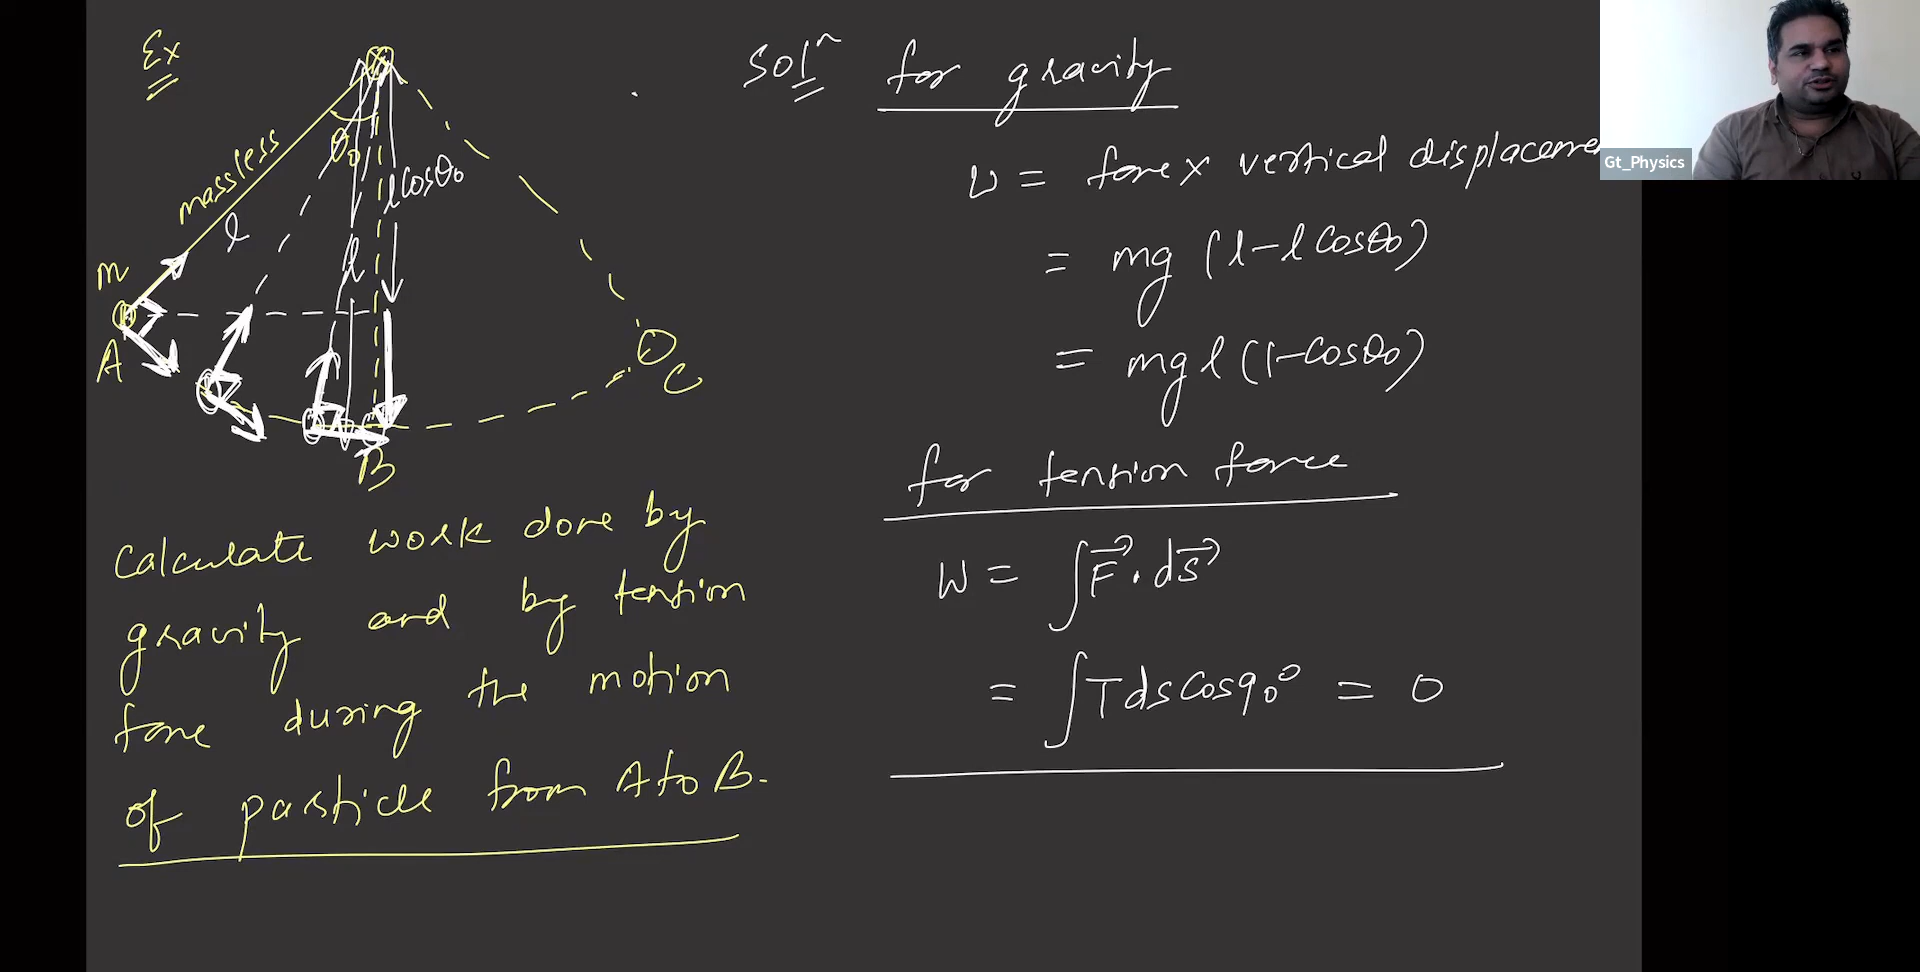 Ex
massless
θ₀
l cosθ₀
l
l
m
A
B
C
Calculate work done by
gravity and by tension
force during the motion
of particle from A to B.
Solⁿ for gravity
W = force x vertical displacemen
= mg (l - l cosθ₀)
= mgl (1 - cosθ₀)
for tension force
W = ∫F⃗ . ds⃗
= ∫T ds cos90° = 0
Gt_Physics